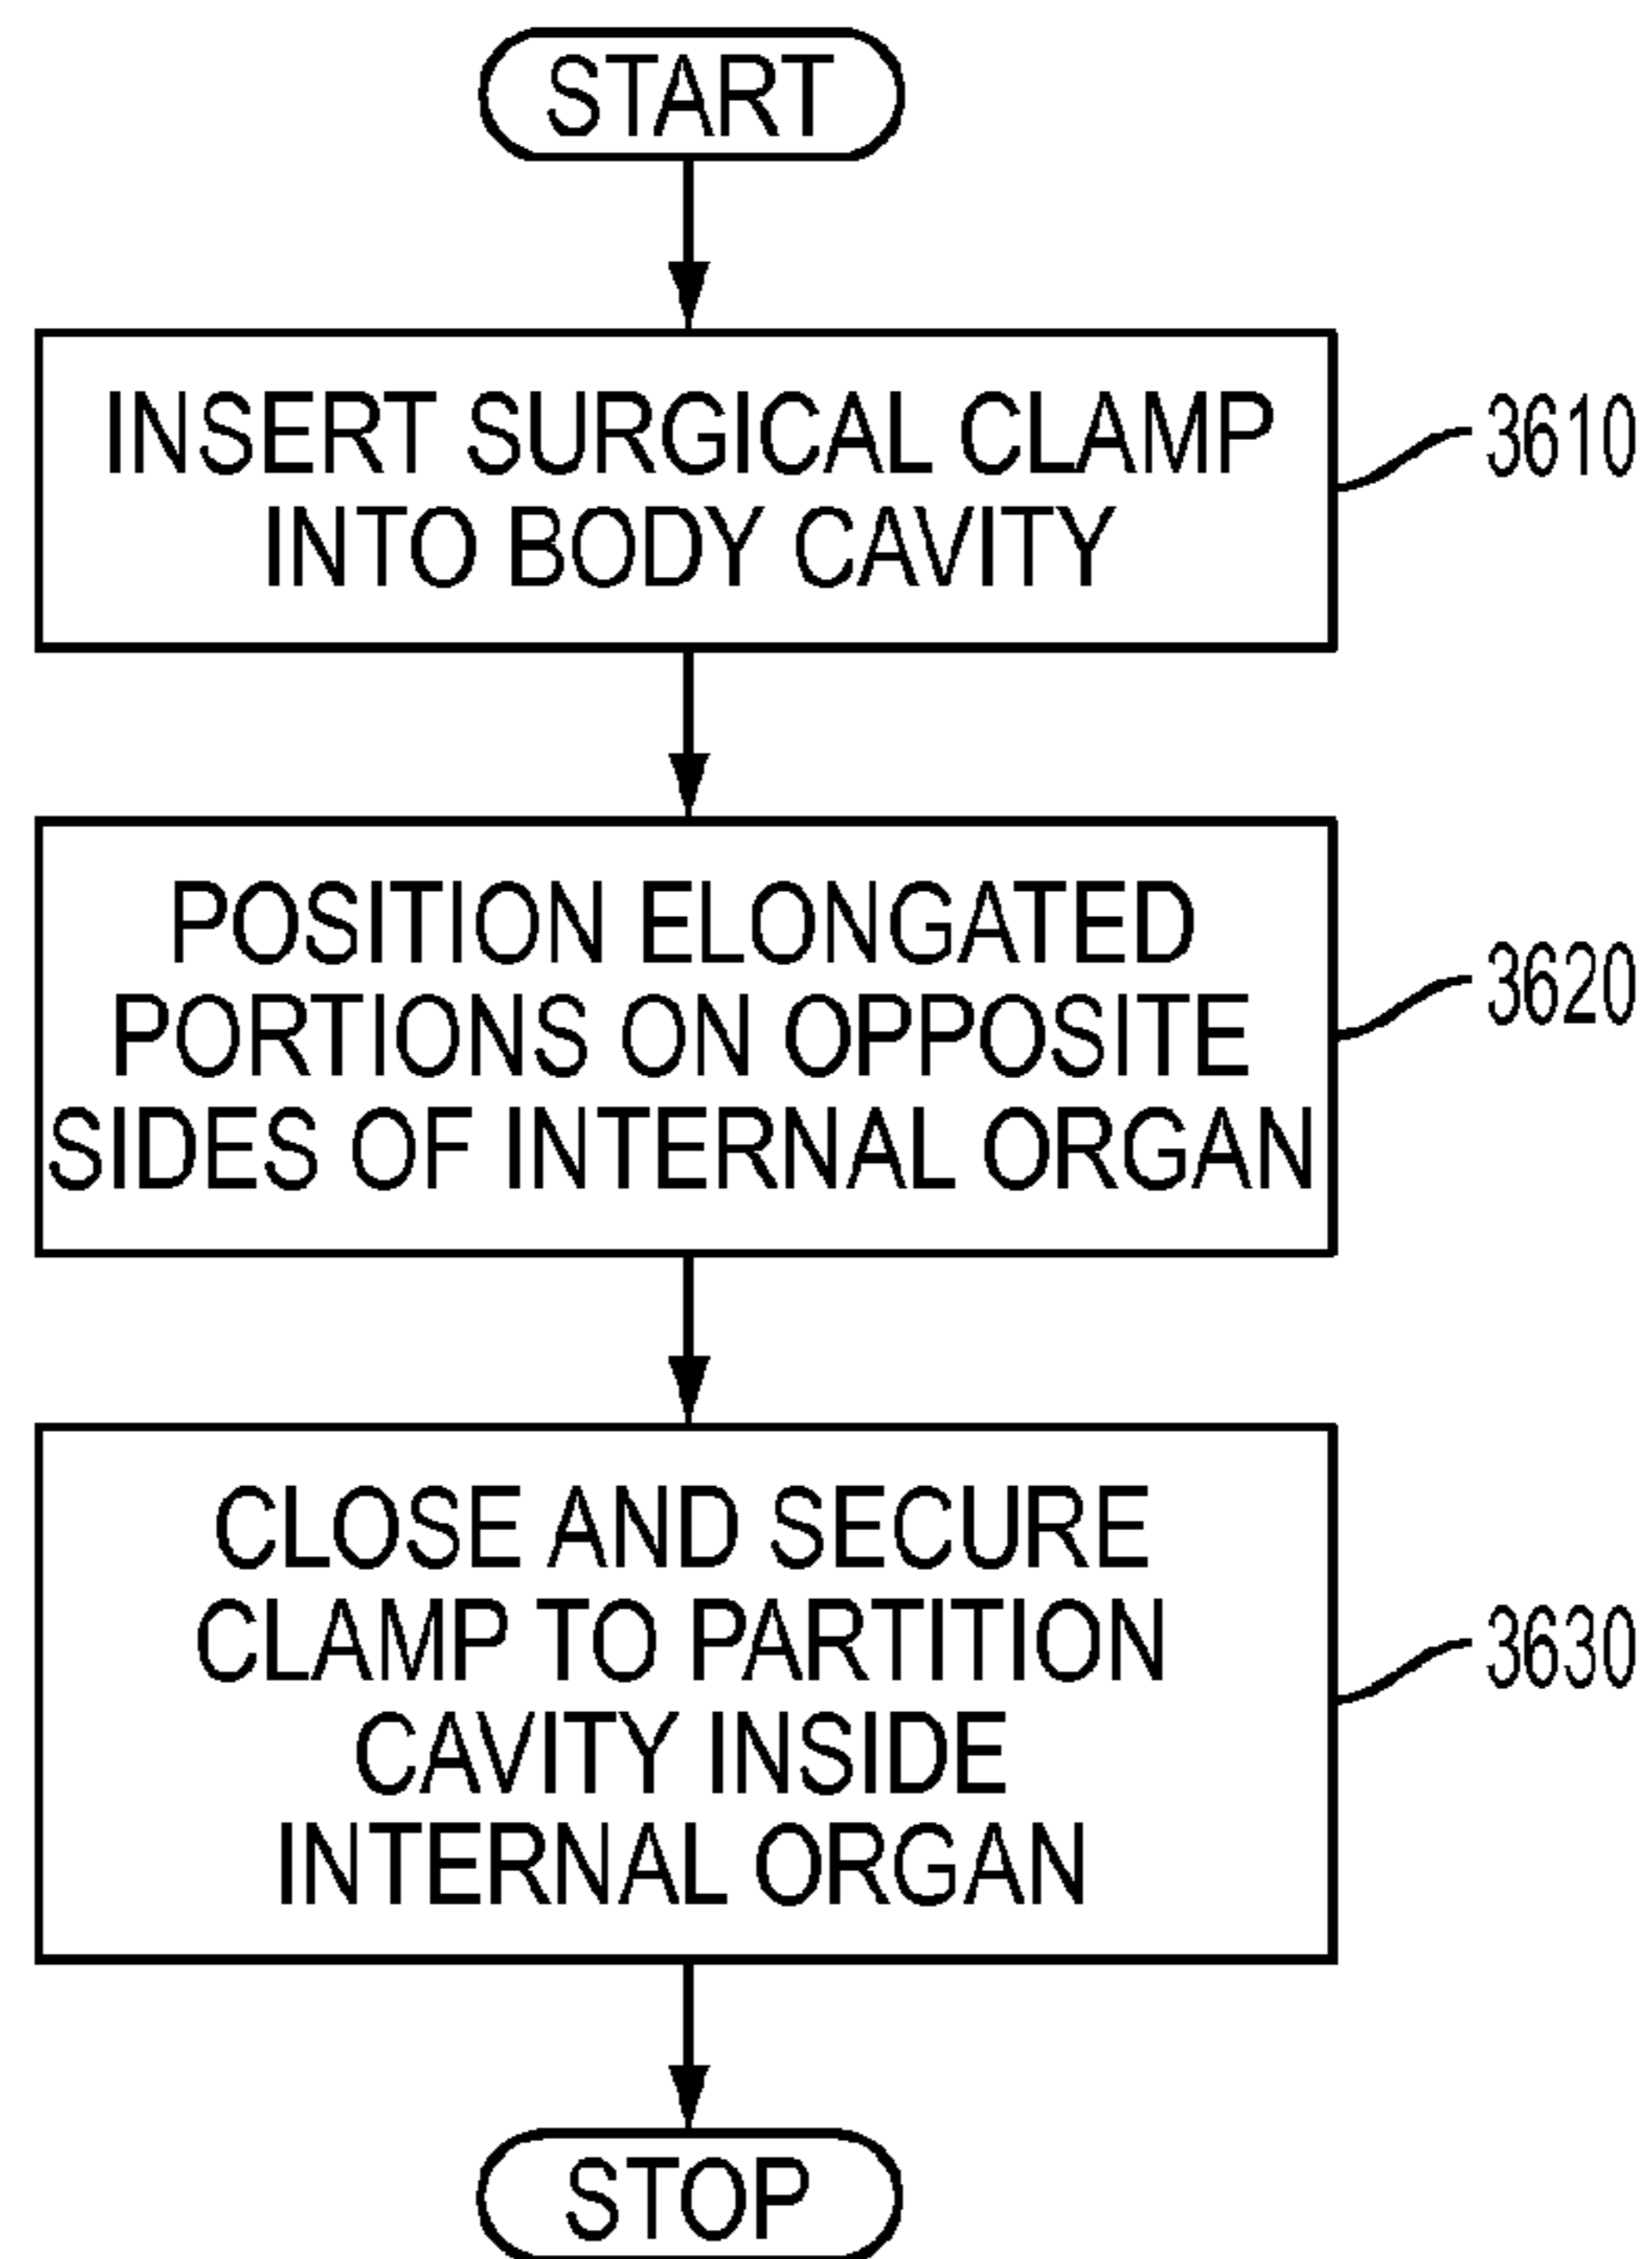 START
INSERT SURGICAL CLAMP
INTO BODY CAVITY
3610
POSITION ELONGATED
PORTIONS ON OPPOSITE
SIDES OF INTERNAL ORGAN
3620
CLOSE AND SECURE
CLAMP TO PARTITION
CAVITY INSIDE
INTERNAL ORGAN
3630
STOP